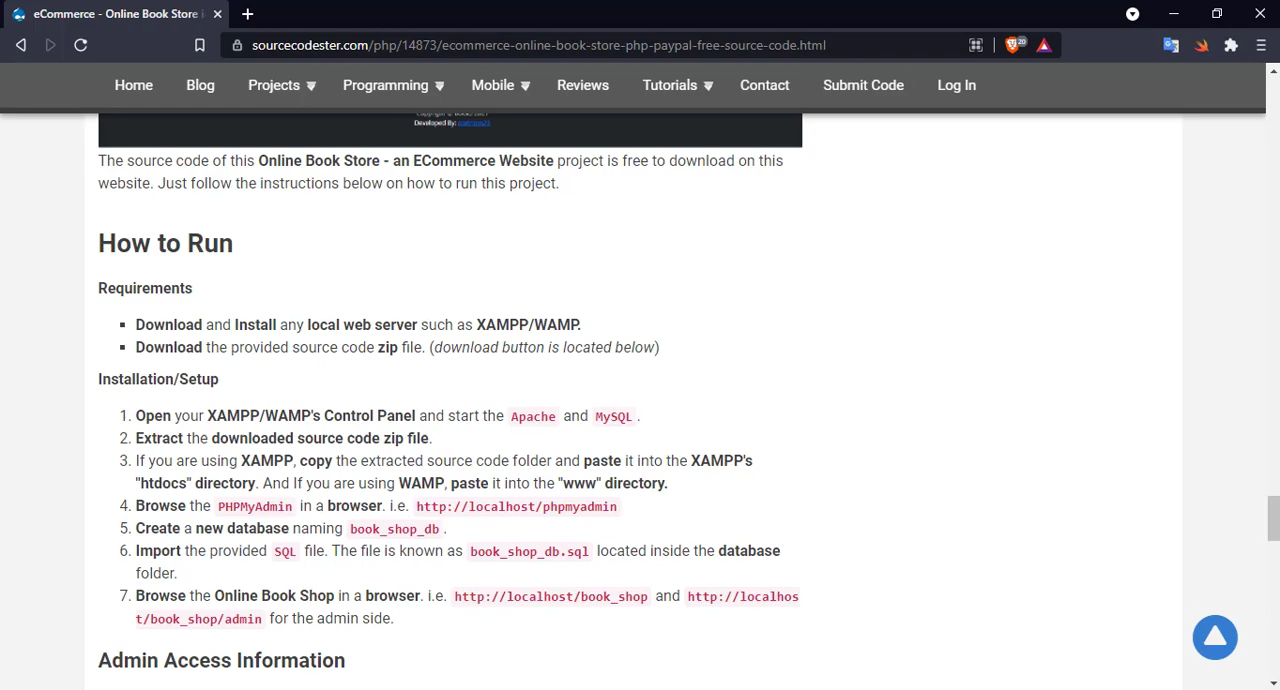 eCommerce - Online Book Store i
sourcecodester.com/php/14873/ecommerce-online-book-store-php-paypal-free-source-code.html
20
Home Blog Projects Programming Mobile Reviews Tutorials Contact Submit Code Log In
Developed By:
The source code of this Online Book Store - an ECommerce Website project is free to download on this
website. Just follow the instructions below on how to run this project.
How to Run
Requirements
Download and Install any local web server such as XAMPP/WAMP.
Download the provided source code zip file. (download button is located below)
Installation/Setup
1. Open your XAMPP/WAMP's Control Panel and start the Apache and MySQL.
2. Extract the downloaded source code zip file.
3. If you are using XAMPP, copy the extracted source code folder and paste it into the XAMPP's
"htdocs" directory. And If you are using WAMP, paste it into the "www" directory.
4. Browse the PHPMyAdmin in a browser. i.e. http://localhost/phpmyadmin
5. Create a new database naming book_shop_db.
6. Import the provided SQL file. The file is known as book_shop_db.sql located inside the database
folder.
7. Browse the Online Book Shop in a browser. i.e. http://localhost/book_shop and http://localhos
t/book_shop/admin for the admin side.
Admin Access Information